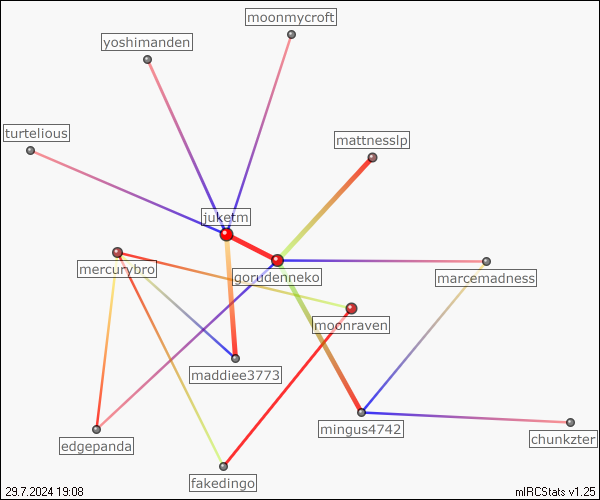 moonmycroft
yoshimanden
turtelious
mattnesslp
juketm
mercurybro
gorudenneko
marcemadness
moonraven
maddiee3773
mingus4742
edgepanda
chunkzter
fakedingo
29.7.2024 19:08
mIRCStats v1.25